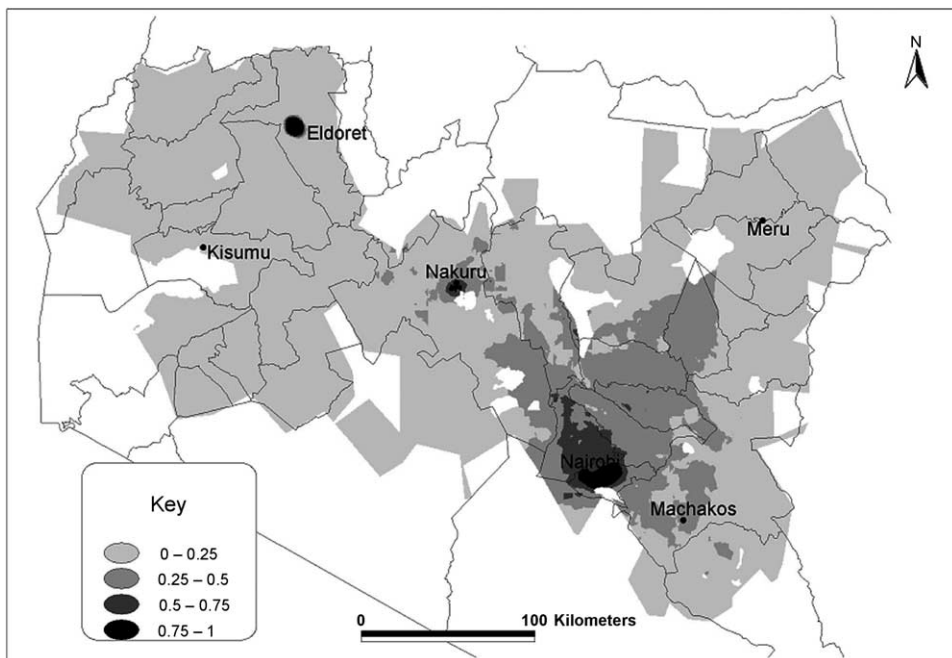 N
Eldoret
Meru
Kisumu
Nakuru
Nairobi
Machakos
Key
0 – 0.25
0.25 – 0.5
0.5 – 0.75
0.75 – 1
0 100 Kilometers